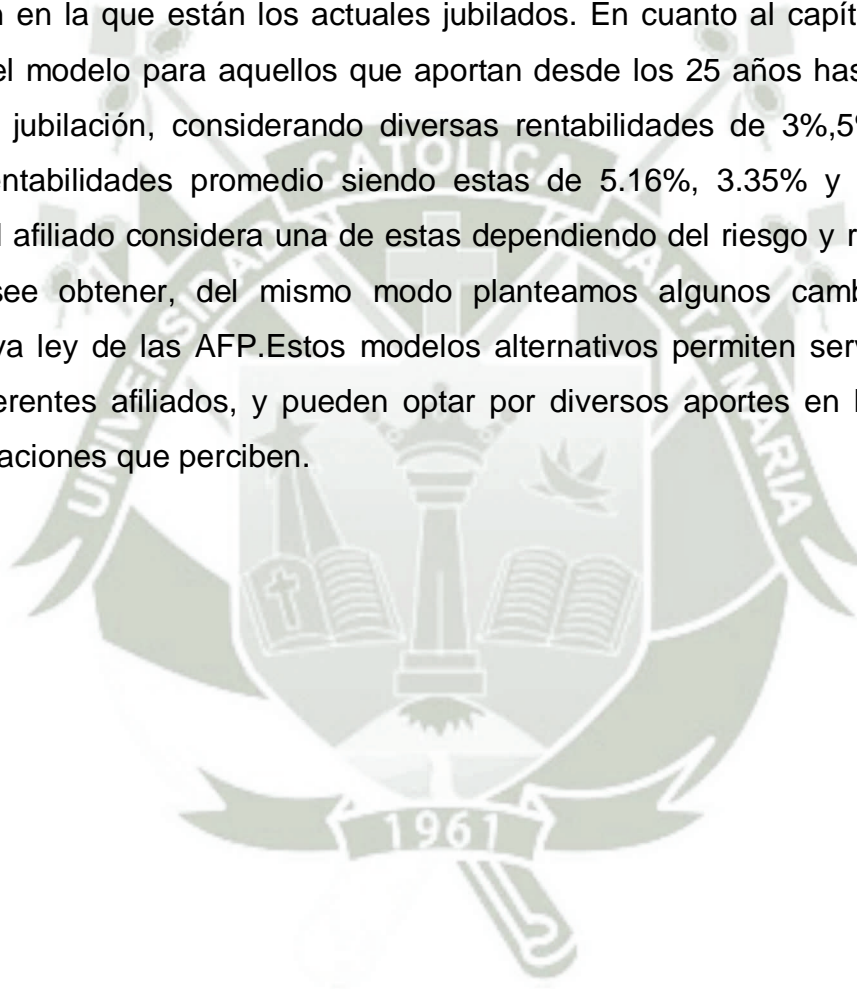 en la que están los actuales jubilados. En cuanto al capít
el modelo para aquellos que aportan desde los 25 años has
jubilación, considerando diversas rentabilidades de 3%,5%
entabilidades promedio siendo estas de 5.16%, 3.35% y
afiliado considera una de estas dependiendo del riesgo y r
see obtener, del mismo modo planteamos algunos camb
va ley de las AFP.Estos modelos alternativos permiten serv
erentes afiliados, y pueden optar por diversos aportes en l
aciones que perciben.
UNIVERSIDAD CATOLICA SANTA MARIA
1961